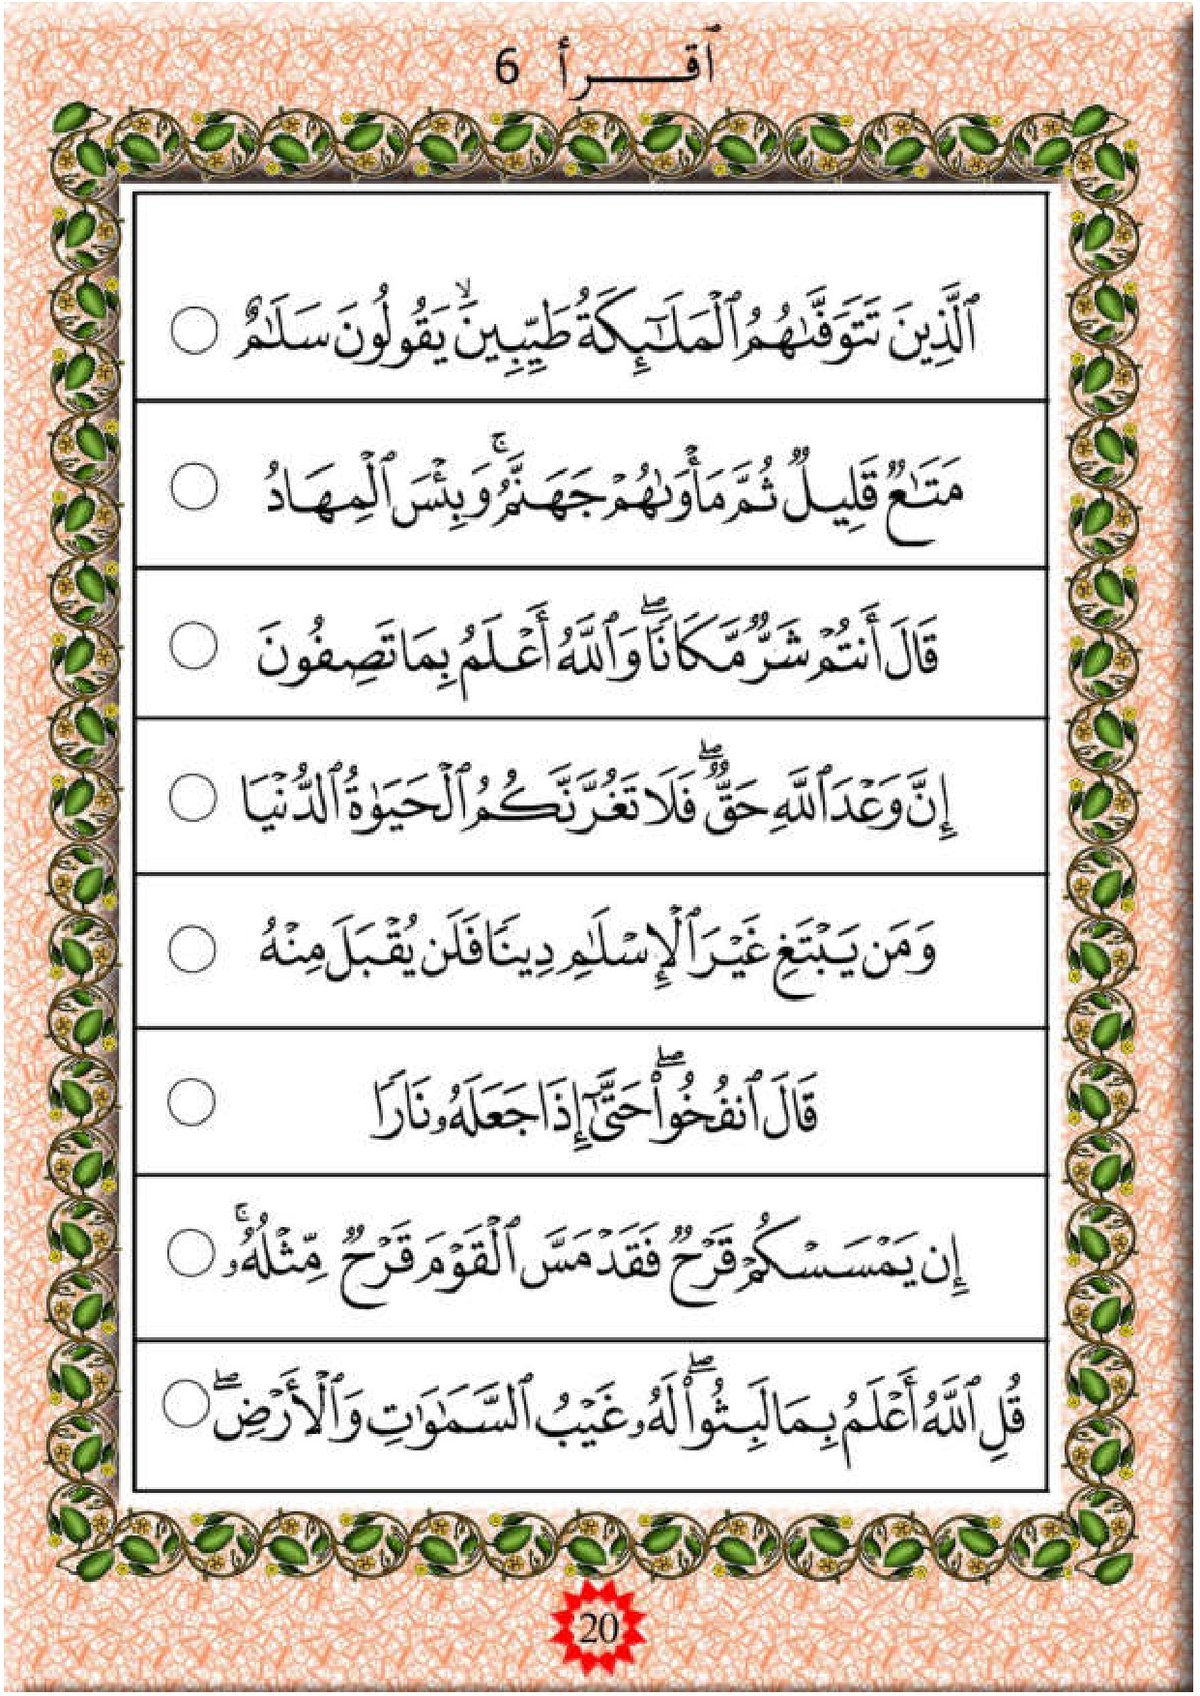 ٱقــــرأ 6
ٱلَّذِينَ تَتَوَفَّىٰهُمُ ٱلْمَلَـٰٓئِكَةُ طَيِّبِينَ ۙ يَقُولُونَ سَلَـٰمٌ
مَتَـٰعٌ قَلِيلٌ ثُمَّ مَأْوَىٰهُمْ جَهَنَّمُ ۚ وَبِئْسَ ٱلْمِهَادُ
قَالَ أَنتُمْ شَرٌّ مَّكَانًا ۖ وَٱللَّهُ أَعْلَمُ بِمَا تَصِفُونَ
إِنَّ وَعْدَ ٱللَّهِ حَقٌّ ۖ فَلَا تَغُرَّنَّكُمُ ٱلْحَيَوٰةُ ٱلدُّنْيَا
وَمَن يَبْتَغِ غَيْرَ ٱلْإِسْلَـٰمِ دِينًا فَلَن يُقْبَلَ مِنْهُ
قَالَ ٱنفُخُوا۟ ۖ حَتَّىٰٓ إِذَا جَعَلَهُۥ نَارًا
إِن يَمْسَسْكُمْ قَرْحٌ فَقَدْ مَسَّ ٱلْقَوْمَ قَرْحٌ مِّثْلُهُۥ ۚ
قُلِ ٱللَّهُ أَعْلَمُ بِمَا لَبِثُوا۟ ۖ لَهُۥ غَيْبُ ٱلسَّمَـٰوَٰتِ وَٱلْأَرْضِ ۖ
20